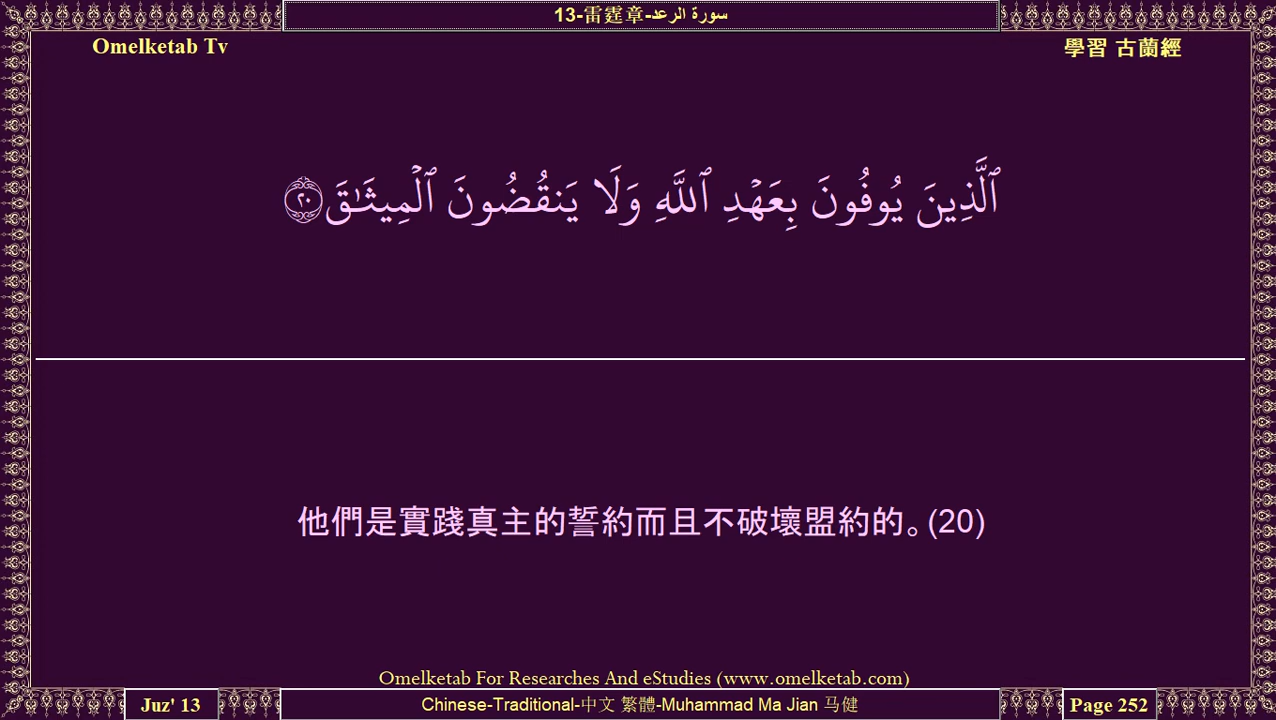 13-雷霆章-سورة الرعد
Omelketab Tv
學習 古蘭經
ٱلَّذِينَ يُوفُونَ بِعَهۡدِ ٱللَّهِ وَلَا يَنقُضُونَ ٱلۡمِيثَٰقَ ٢٠
他們是實踐真主的誓約而且不破壞盟約的。(20)
Omelketab For Researches And eStudies (www.omelketab.com)
Juz' 13
Chinese-Traditional-中文 繁體-Muhammad Ma Jian 马健
Page 252